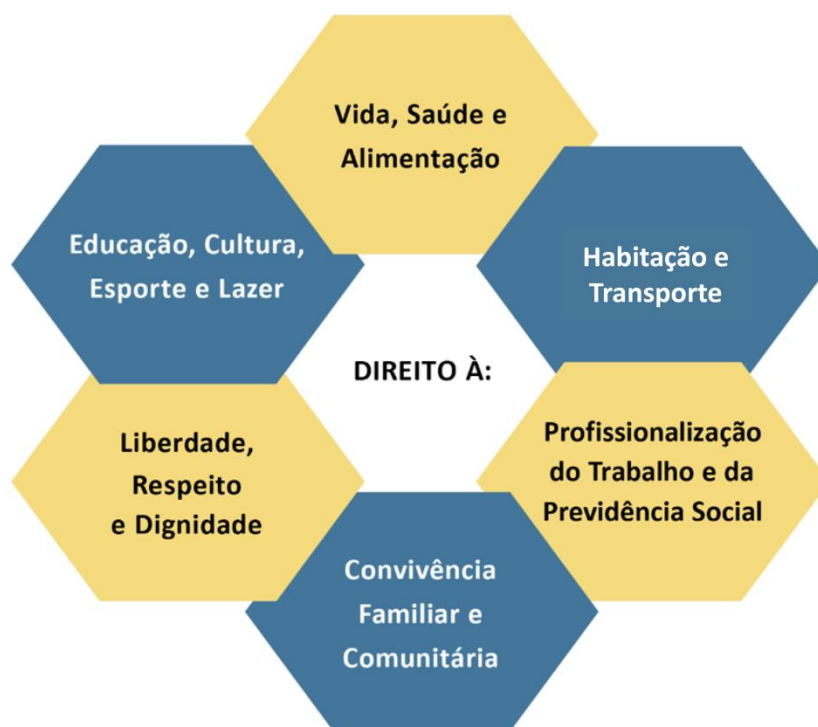 Vida, Saúde e
Alimentação
Educação, Cultura,
Esporte e Lazer
Habitação e
Transporte
DIREITO À:
Liberdade,
Respeito
e Dignidade
Profissionalização
do Trabalho e da
Previdência Social
Convivência
Familiar e
Comunitária